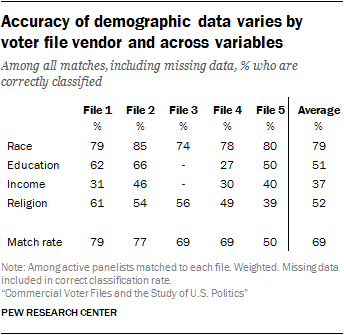 Accuracy of demographic data varies by
voter file vendor and across variables
Among all matches, including missing data, % who are
correctly classified
File 1 File 2 File 3 File 4 File 5 Average
% % % % % %
Race 79 85 74 78 80 79
Education 62 66 - 27 50 51
Income 31 46 - 30 40 37
Religion 61 54 56 49 39 52
Match rate 79 77 69 69 50 69
Note: Among active panelists matched to each file. Weighted. Missing data
included in correct classification rate.
“Commercial Voter Files and the Study of U.S. Politics”
PEW RESEARCH CENTER